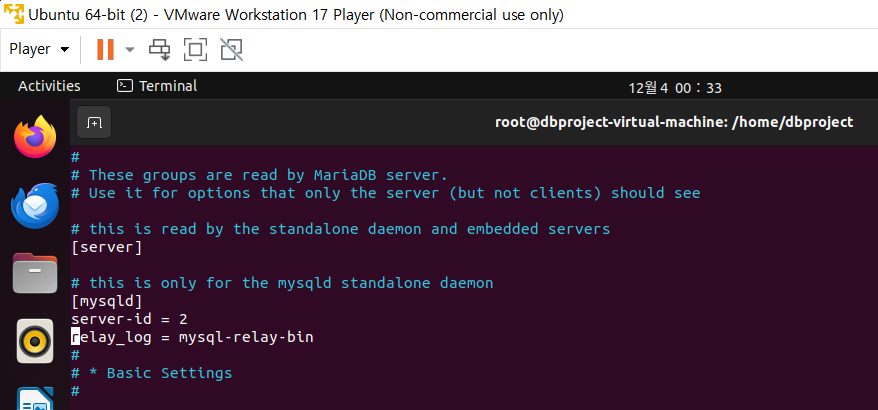 Ubuntu 64-bit (2) - VMware Workstation 17 Player (Non-commercial use only)
Player
Activities
Terminal
12월 4 00 : 33
root@dbproject-virtual-machine: /home/dbproject
#
# These groups are read by MariaDB server.
# Use it for options that only the server (but not clients) should see
# this is read by the standalone daemon and embedded servers
[server]
# this is only for the mysqld standalone daemon
[mysqld]
server-id = 2
relay_log = mysql-relay-bin
#
# * Basic Settings
#